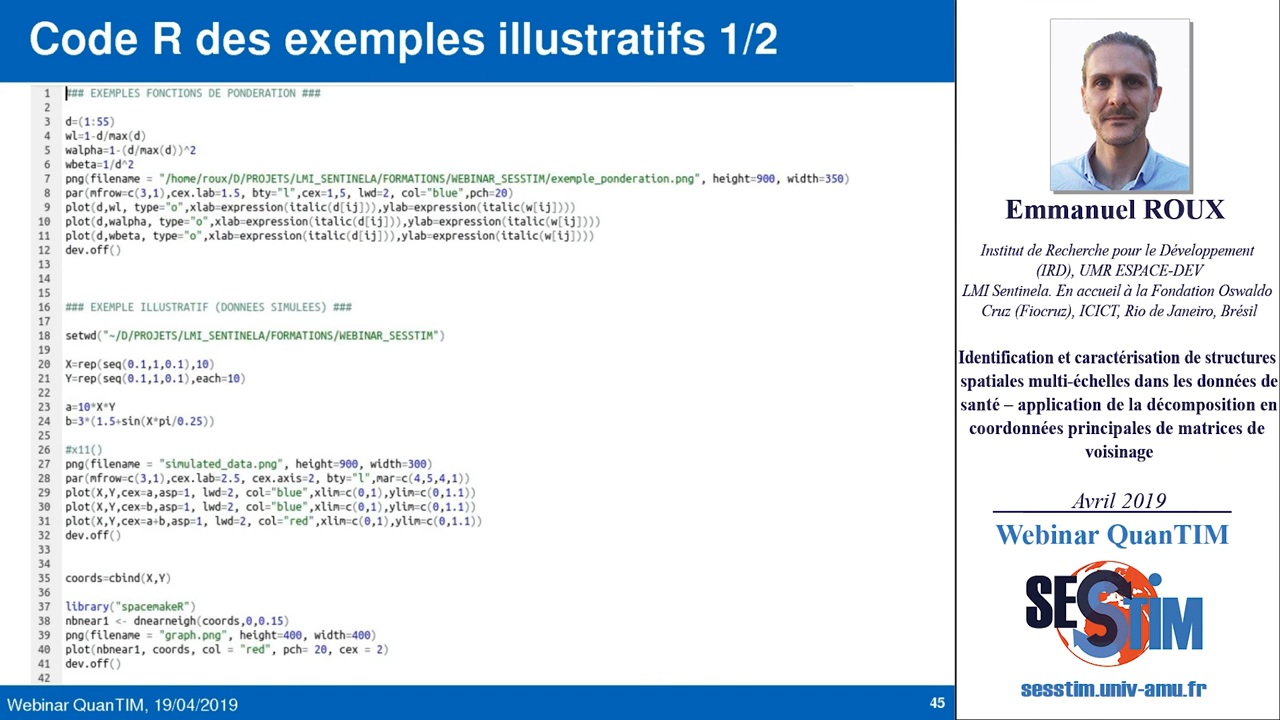 Code R des exemples illustratifs 1/2
1 ### EXEMPLES FONCTIONS DE PONDERATION ###
2
3 d=(1:55)
4 wl=1-d/max(d)
5 walpha=1-(d/max(d))^2
6 wbeta=1/d^2
7 png(filename = "/home/roux/D/PROJETS/LMI_SENTINELA/FORMATIONS/WEBINAR_SESSTIM/exemple_ponderation.png", height=900, width=350)
8 par(mfrow=c(3,1),cex.lab=1.5, bty="l",cex=1,5, lwd=2, col="blue",pch=20)
9 plot(d,wl, type="o",xlab=expression(italic(d[ij])),ylab=expression(italic(w[ij])))
10 plot(d,walpha, type="o",xlab=expression(italic(d[ij])),ylab=expression(italic(w[ij])))
11 plot(d,wbeta, type="o",xlab=expression(italic(d[ij])),ylab=expression(italic(w[ij])))
12 dev.off()
13
14
15
16 ### EXEMPLE ILLUSTRATIF (DONNEES SIMULEES) ###
17
18 setwd("~/D/PROJETS/LMI_SENTINELA/FORMATIONS/WEBINAR_SESSTIM")
19
20 X=rep(seq(0.1,1,0.1),10)
21 Y=rep(seq(0.1,1,0.1),each=10)
22
23 a=10*X*Y
24 b=3*(1.5+sin(X*pi/0.25))
25
26 #x11()
27 png(filename = "simulated_data.png", height=900, width=300)
28 par(mfrow=c(3,1),cex.lab=2.5, cex.axis=2, bty="l",mar=c(4,5,4,1))
29 plot(X,Y,cex=a,asp=1, lwd=2, col="blue",xlim=c(0,1),ylim=c(0,1.1))
30 plot(X,Y,cex=b,asp=1, lwd=2, col="blue",xlim=c(0,1),ylim=c(0,1.1))
31 plot(X,Y,cex=a+b,asp=1, lwd=2, col="red",xlim=c(0,1),ylim=c(0,1.1))
32 dev.off()
33
34
35 coords=cbind(X,Y)
36
37 library("spacemakeR")
38 nbnear1 <- dnearneigh(coords,0,0.15)
39 png(filename = "graph.png", height=400, width=400)
40 plot(nbnear1, coords, col = "red", pch= 20, cex = 2)
41 dev.off()
42
Webinar QuanTIM, 19/04/2019
45
Emmanuel ROUX
Institut de Recherche pour le Développement
(IRD), UMR ESPACE-DEV
LMI Sentinela. En accueil à la Fondation Oswaldo
Cruz (Fiocruz), ICICT, Rio de Janeiro, Brésil
Identification et caractérisation de structures
spatiales multi-échelles dans les données de
santé – application de la décomposition en
coordonnées principales de matrices de
voisinage
Avril 2019
Webinar QuanTIM
SESSTIM
sesstim.univ-amu.fr